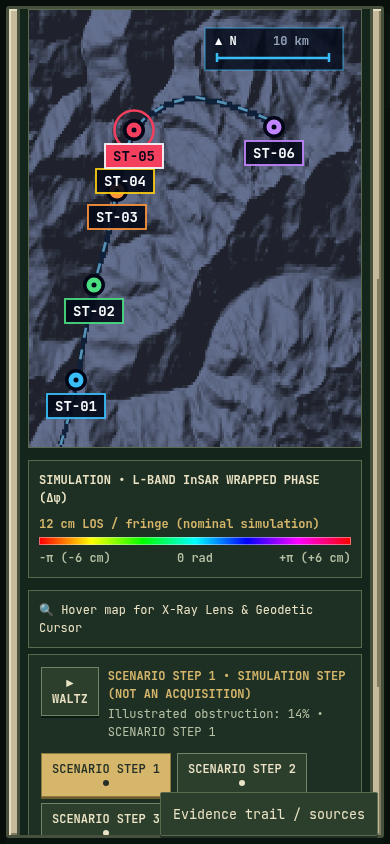 ▲ N 10 km
ST-05
ST-06
ST-04
ST-03
ST-02
ST-01
SIMULATION • L-BAND InSAR WRAPPED PHASE
(Δφ)
12 cm LOS / fringe (nominal simulation)
-π (-6 cm) 0 rad +π (+6 cm)
🔍 Hover map for X-Ray Lens & Geodetic
Cursor
▶
WALTZ
SCENARIO STEP 1 • SIMULATION STEP
(NOT AN ACQUISITION)
Illustrated obstruction: 14% •
SCENARIO STEP 1
SCENARIO STEP 1
●
SCENARIO STEP 2
●
SCENARIO STEP 3
●
Evidence trail / sources